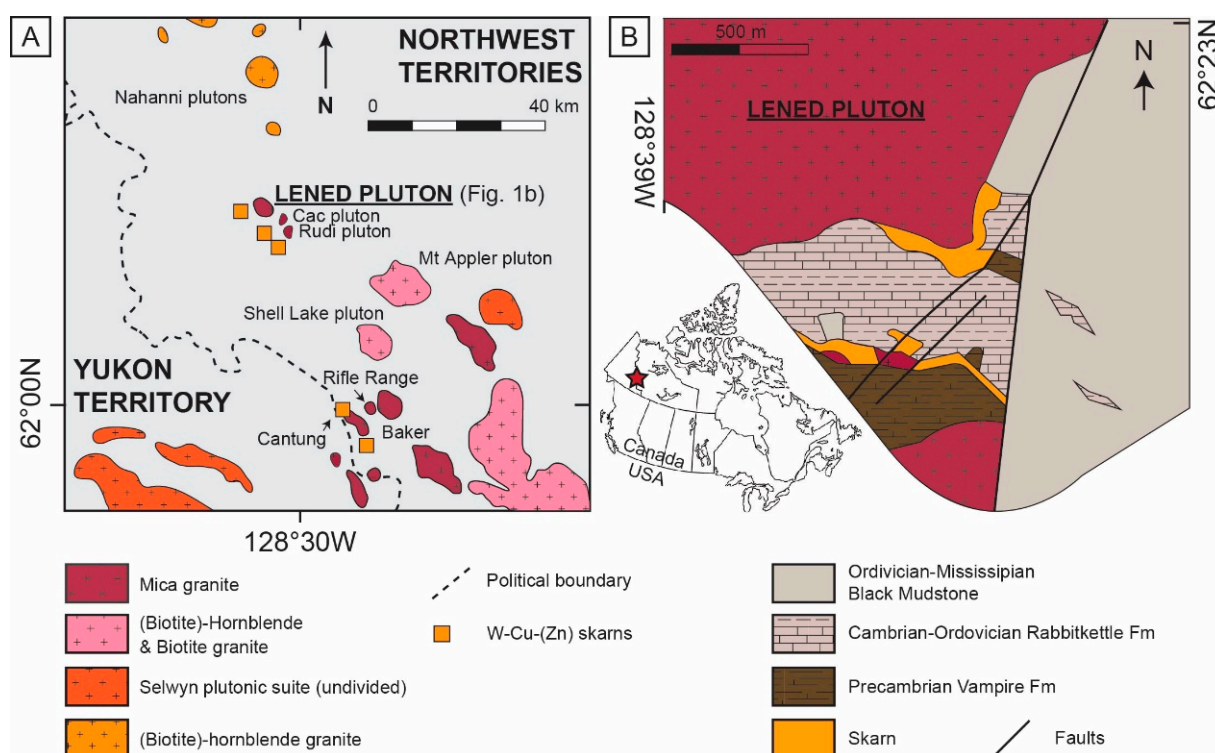 A
NORTHWEST
TERRITORIES
N
0 40 km
Nahanni plutons
LENED PLUTON (Fig. 1b)
Cac pluton
Rudi pluton
Mt Appler pluton
Shell Lake pluton
YUKON
TERRITORY
Rifle Range
Cantung
Baker
62°00N
128°30W
B
500 m
N
62°23N
128°39W
LENED PLUTON
Canada
USA
Mica granite
(Biotite)-Hornblende
& Biotite granite
Selwyn plutonic suite (undivided)
(Biotite)-hornblende granite
Political boundary
W-Cu-(Zn) skarns
Ordivician-Mississipian
Black Mudstone
Cambrian-Ordovician Rabbitkettle Fm
Precambrian Vampire Fm
Skarn
Faults